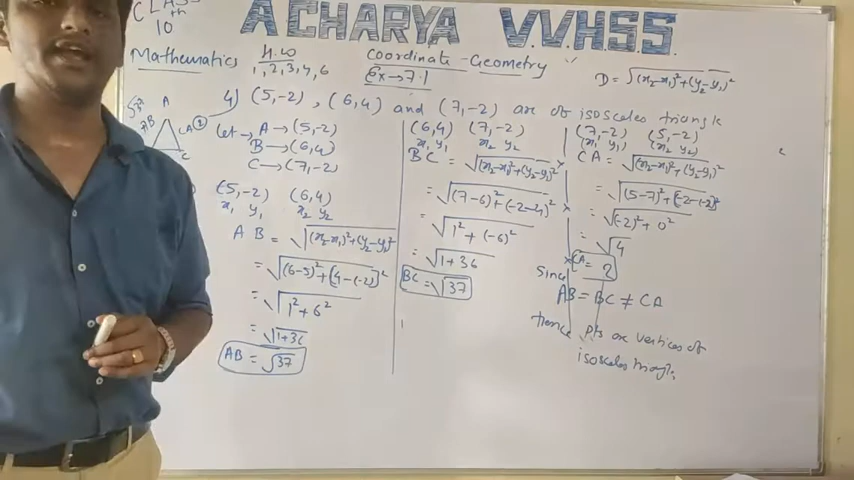 CLASS
10 th
ACHARYA V.V.H.S.S.
Mathematics
H.W
1,2,3,4,6
Coordinate - Geometry
Ex → 7.1
D = √(x₂-x₁)²+(y₂-y₁)²
4) (5,-2) , (6,4) and (7,-2) are of isosceles triangle
A
B
C
let → A → (5,-2)
B → (6,4)
C → (7,-2)
(5,-2) (6,4)
x₁ y₁ x₂ y₂
AB = √(x₂-x₁)²+(y₂-y₁)²
= √(6-5)²+[4-(-2)]²
= √1²+6²
= √1+36
AB = √37
(6,4) (7,-2)
x₁ y₁ x₂ y₂
BC = √(x₂-x₁)²+(y₂-y₁)²
= √(7-6)²+(-2-4)²
= √1²+(-6)²
= √1+36
BC = √37
(7,-2) (5,-2)
(x₁ y₁) (x₂ y₂)
CA = √(x₂-x₁)²+(y₂-y₁)²
= √(5-7)²+(-2-(-2))²
= √(-2)²+0²
= √4
CA = 2
Since
AB = BC ≠ CA
hence pts are vertices of
isosceles triangle